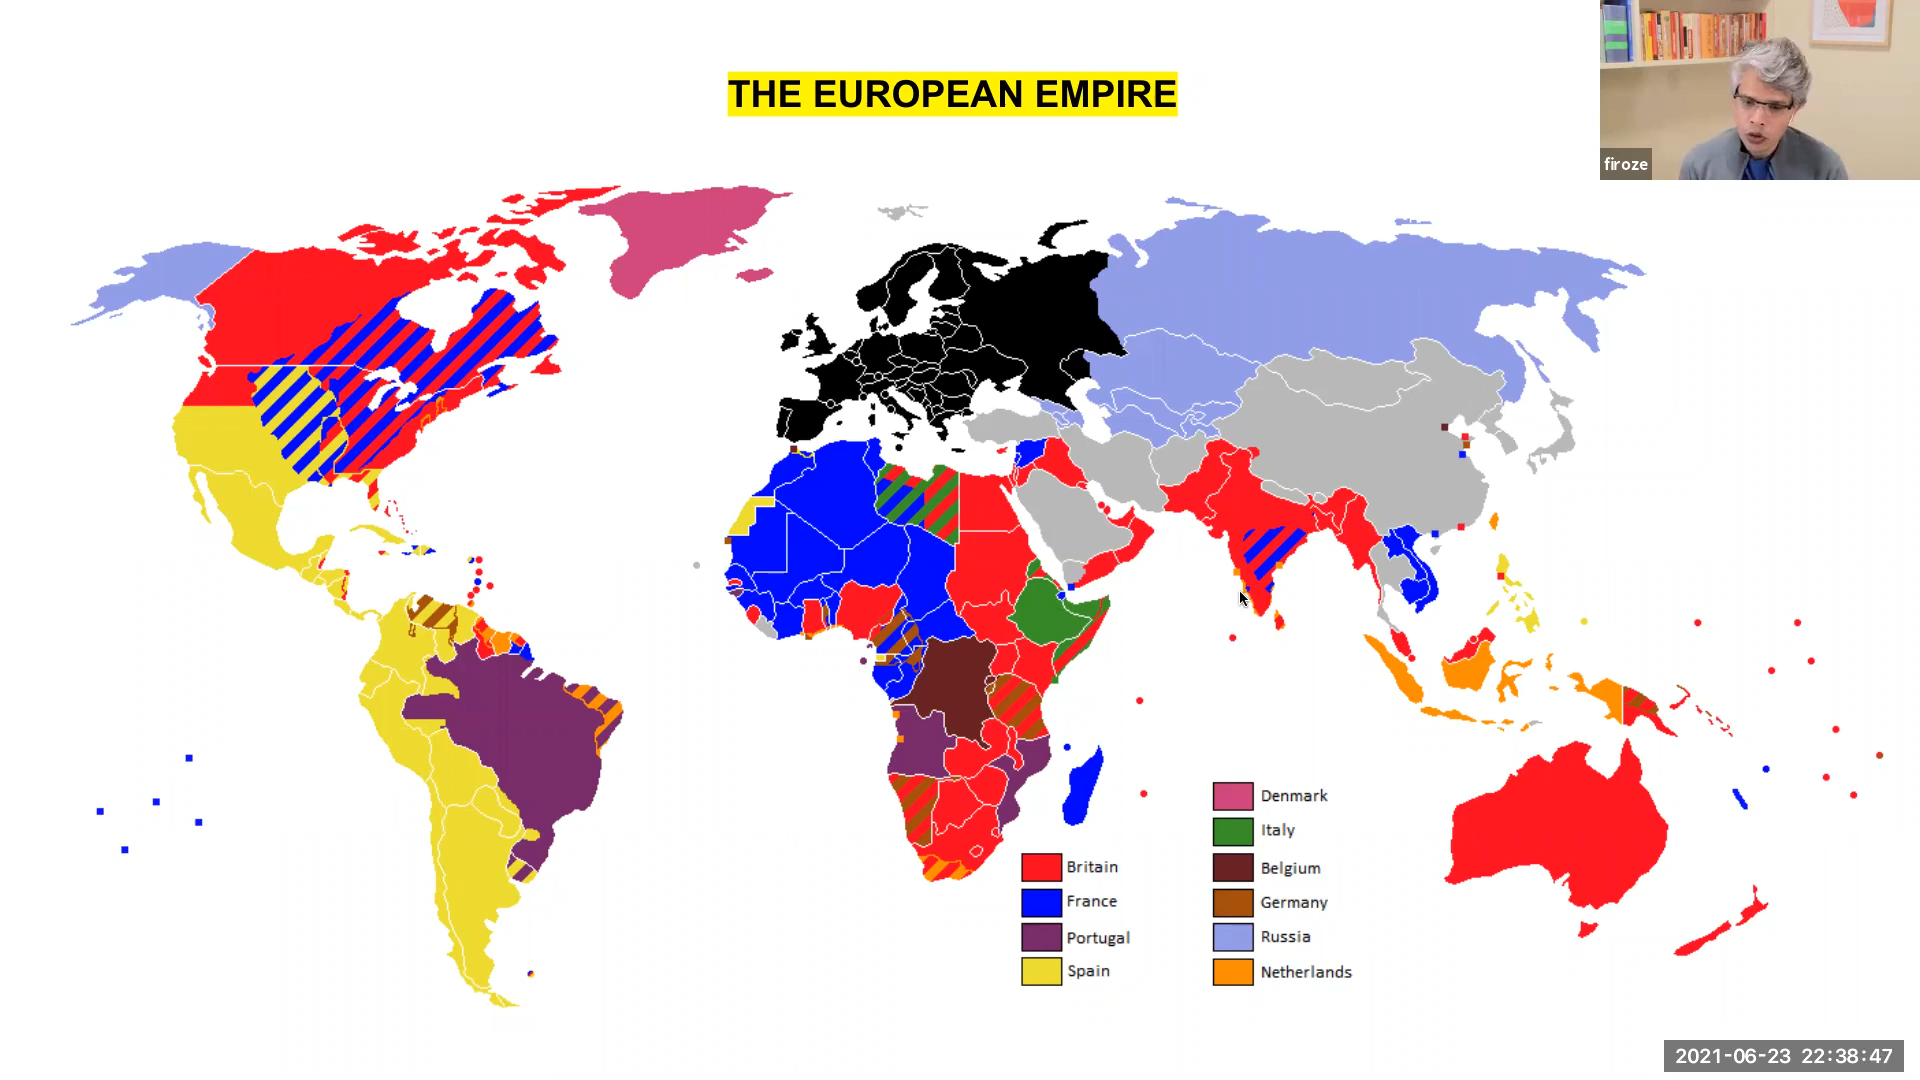 THE EUROPEAN EMPIRE
firoze
Britain
France
Portugal
Spain
Denmark
Italy
Belgium
Germany
Russia
Netherlands
2021-06-23 22:38:47